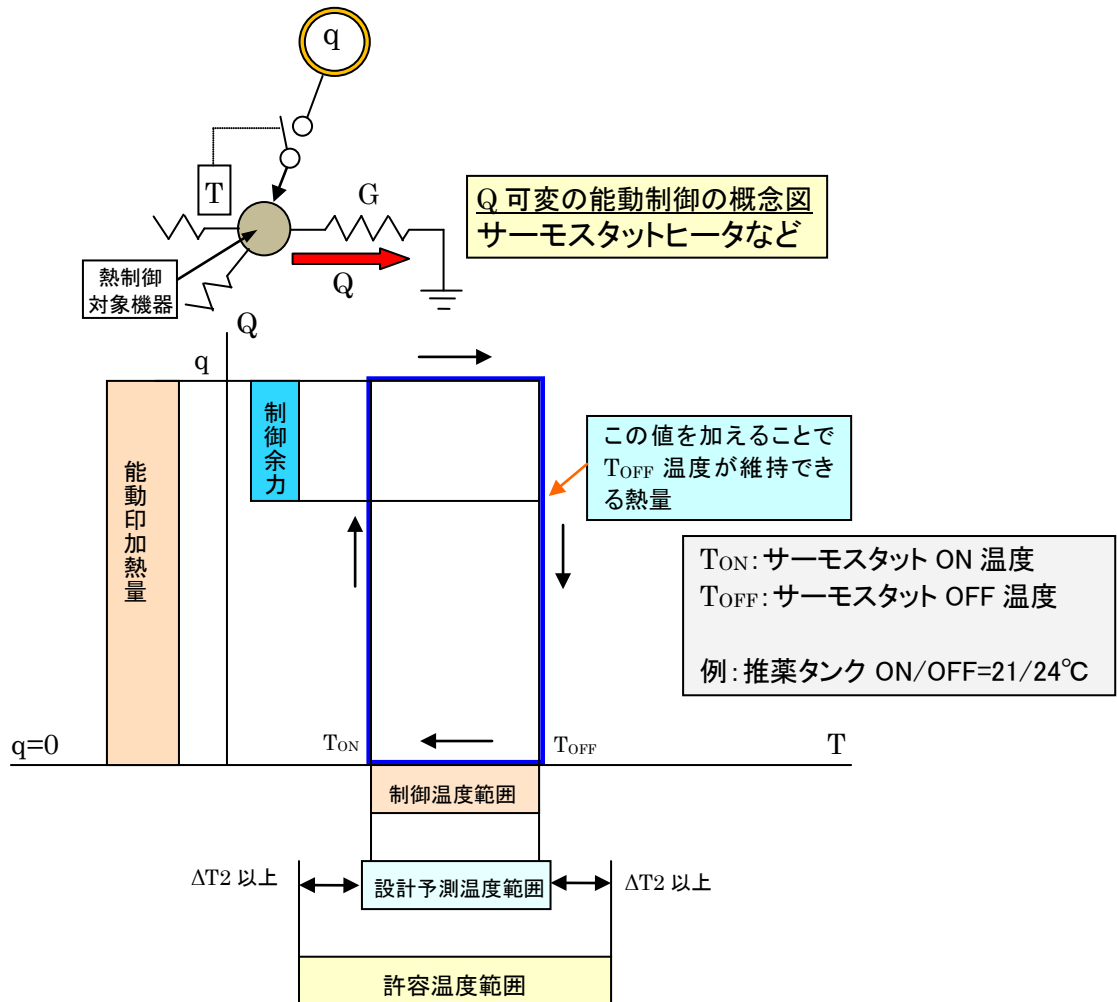 q
T
G
Q 可変の能動制御の概念図
サーモスタットヒータなど
熱制御
対象機器
Q
Q
q
制御余力
能動印加熱量
この値を加えることで
TOFF 温度が維持でき
る熱量
TON:サーモスタット ON 温度
TOFF:サーモスタット OFF 温度
例:推薬タンク ON/OFF=21/24℃
q=0
TON
TOFF
T
制御温度範囲
ΔT2 以上
設計予測温度範囲
ΔT2 以上
許容温度範囲